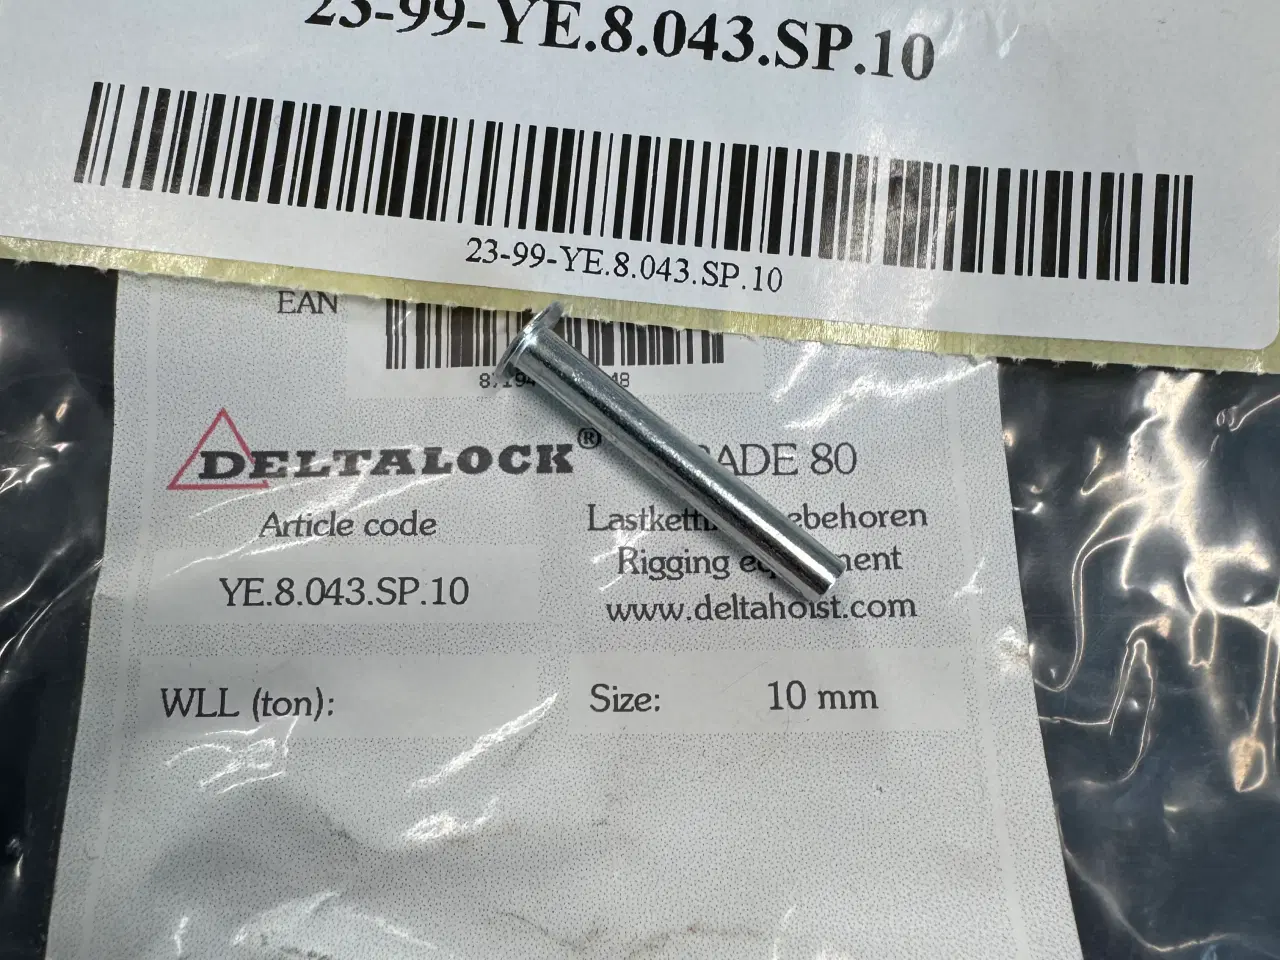 23-99-YE.8.043.SP.10
23-99-YE.8.043.SP.10
EAN
DELTALOCK®
ADE 80
Article code
YE.8.043.SP.10
Rigging
www.deltahoist.com
WLL (ton):
Size: 10 mm